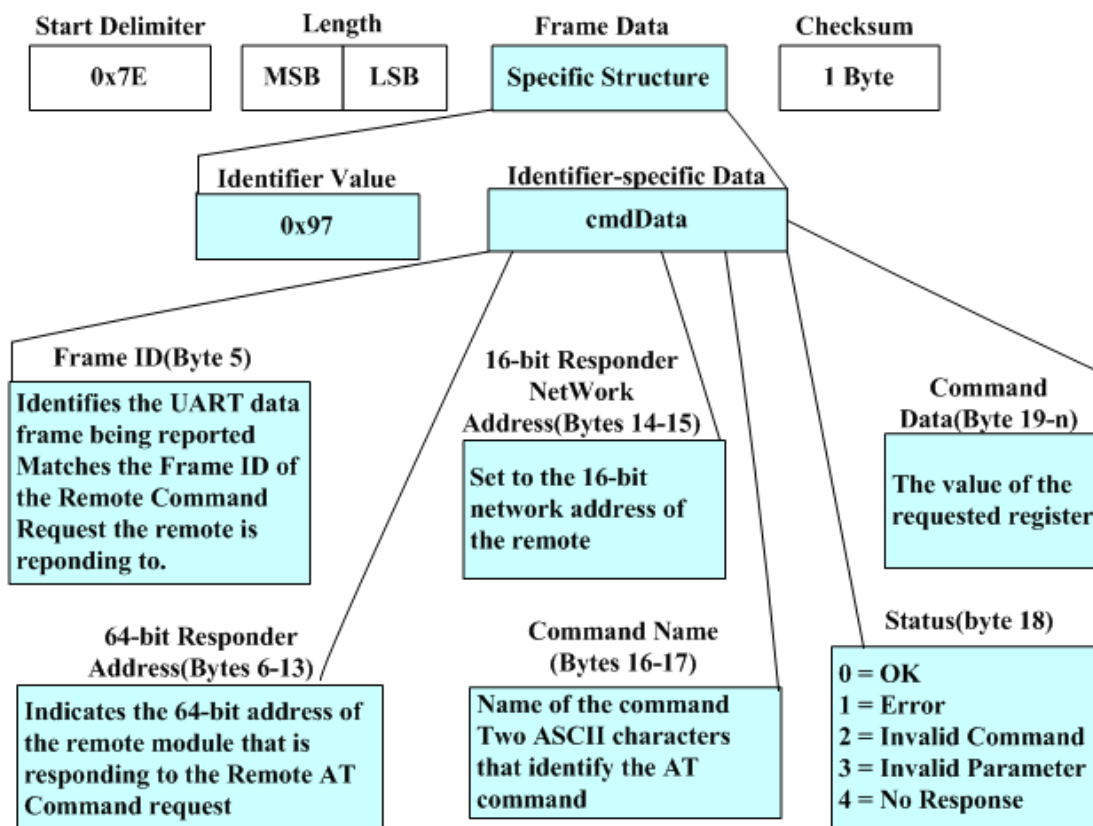 Start Delimiter
Length
Frame Data
Checksum
0x7E
MSB
LSB
Specific Structure
1 Byte
Identifier Value
Identifier-specific Data
0x97
cmdData
Frame ID(Byte 5)
Identifies the UART data
frame being reported
Matches the Frame ID of
the Remote Command
Request the remote is
reponding to.
16-bit Responder
NetWork
Address(Bytes 14-15)
Set to the 16-bit
network address of
the remote
Command
Data(Byte 19-n)
The value of the
requested register
64-bit Responder
Address(Bytes 6-13)
Indicates the 64-bit address of
the remote module that is
responding to the Remote AT
Command request
Command Name
(Bytes 16-17)
Name of the command
Two ASCII characters
that identify the AT
command
Status(byte 18)
0 = OK
1 = Error
2 = Invalid Command
3 = Invalid Parameter
4 = No Response